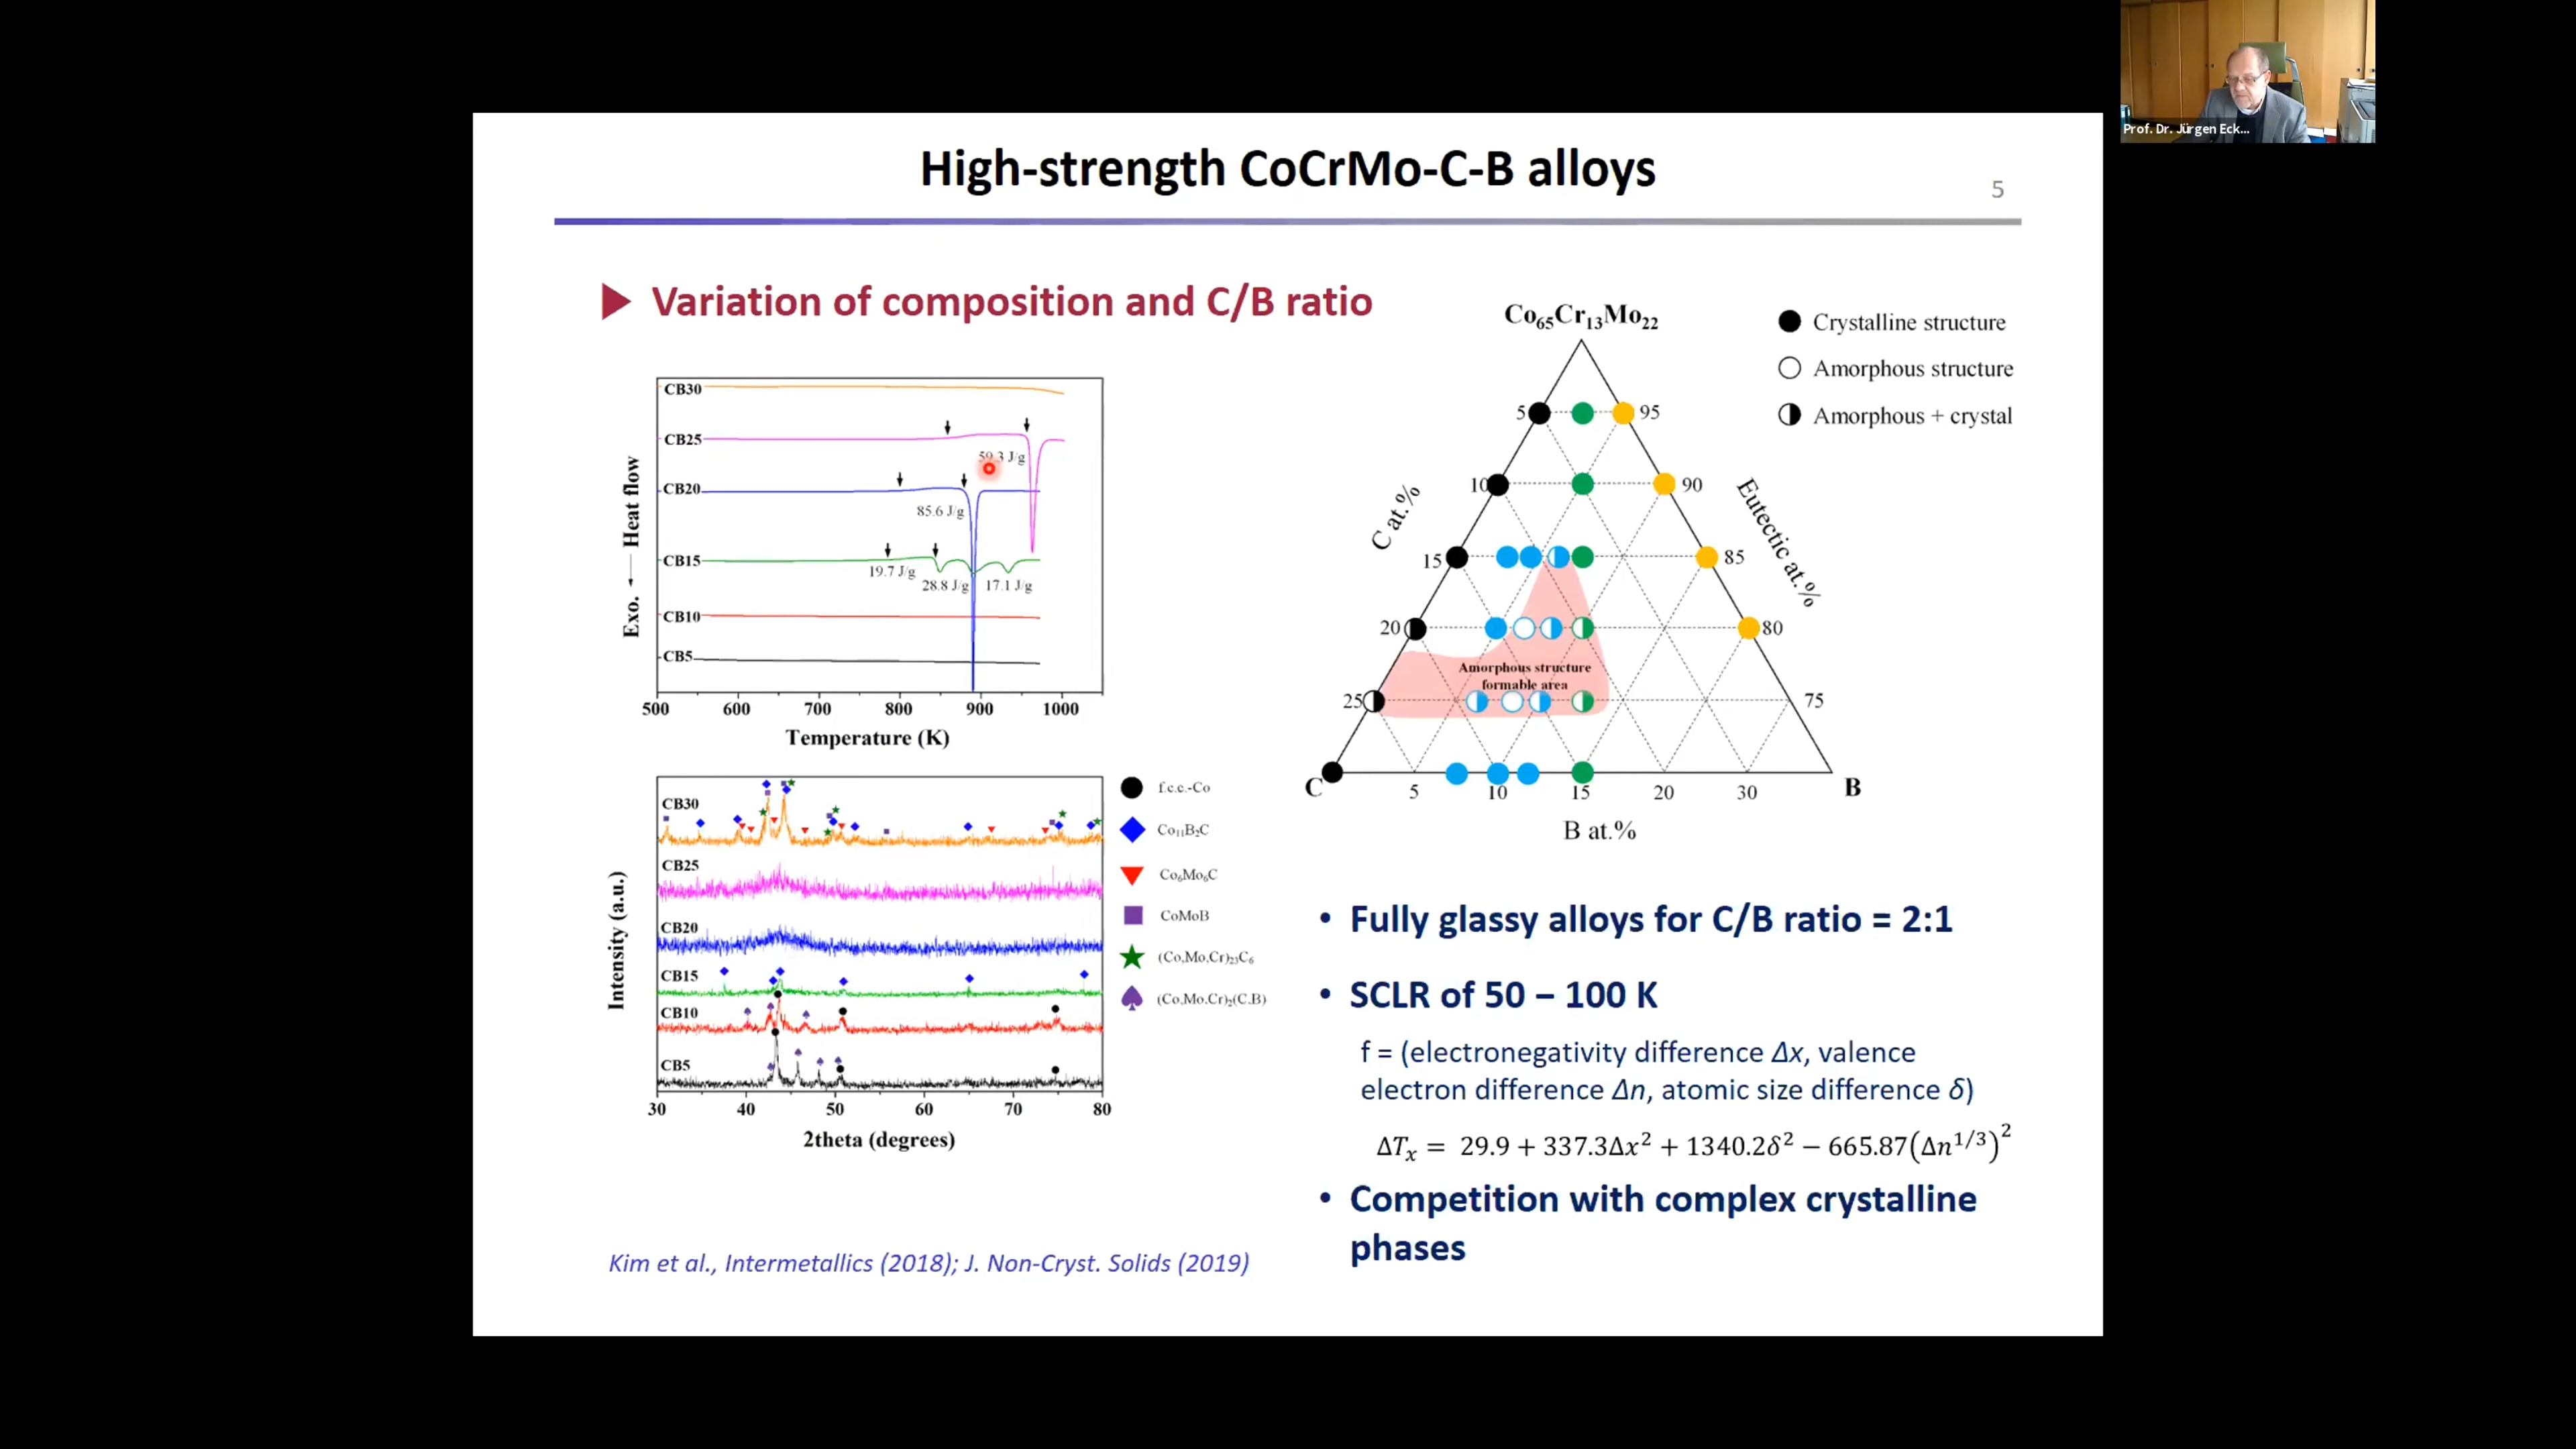 Prof. Dr. Jürgen Eck...
High-strength CoCrMo-C-B alloys
5
Variation of composition and C/B ratio
CB30
CB25
59.3 J/g
CB20
85.6 J/g
CB15
19.7 J/g
28.8 J/g
17.1 J/g
CB10
CB5
Exo. ← Heat flow
500 600 700 800 900 1000
Temperature (K)
CB30
CB25
CB20
CB15
CB10
CB5
Intensity (a.u.)
30 40 50 60 70 80
2theta (degrees)
f.c.c.-Co
Co₁₁B₂C
Co₆Mo₆C
CoMoB
(Co,Mo,Cr)₂₃C₆
(Co,Mo,Cr)₂(C,B)
Kim et al., Intermetallics (2018); J. Non-Cryst. Solids (2019)
Co₆₅Cr₁₃Mo₂₂
Crystalline structure
Amorphous structure
Amorphous + crystal
5 95
10 90
15 85
20 80
25 75
C at.%
Eutectic at.%
Amorphous structure
formable area
C B
5 10 15 20 30
B at.%
• Fully glassy alloys for C/B ratio = 2:1
• SCLR of 50 – 100 K
f = (electronegativity difference Δx, valence
electron difference Δn, atomic size difference δ)
ΔTₓ = 29.9 + 337.3Δx² + 1340.2δ² − 665.87(Δn^1/3)²
• Competition with complex crystalline
phases